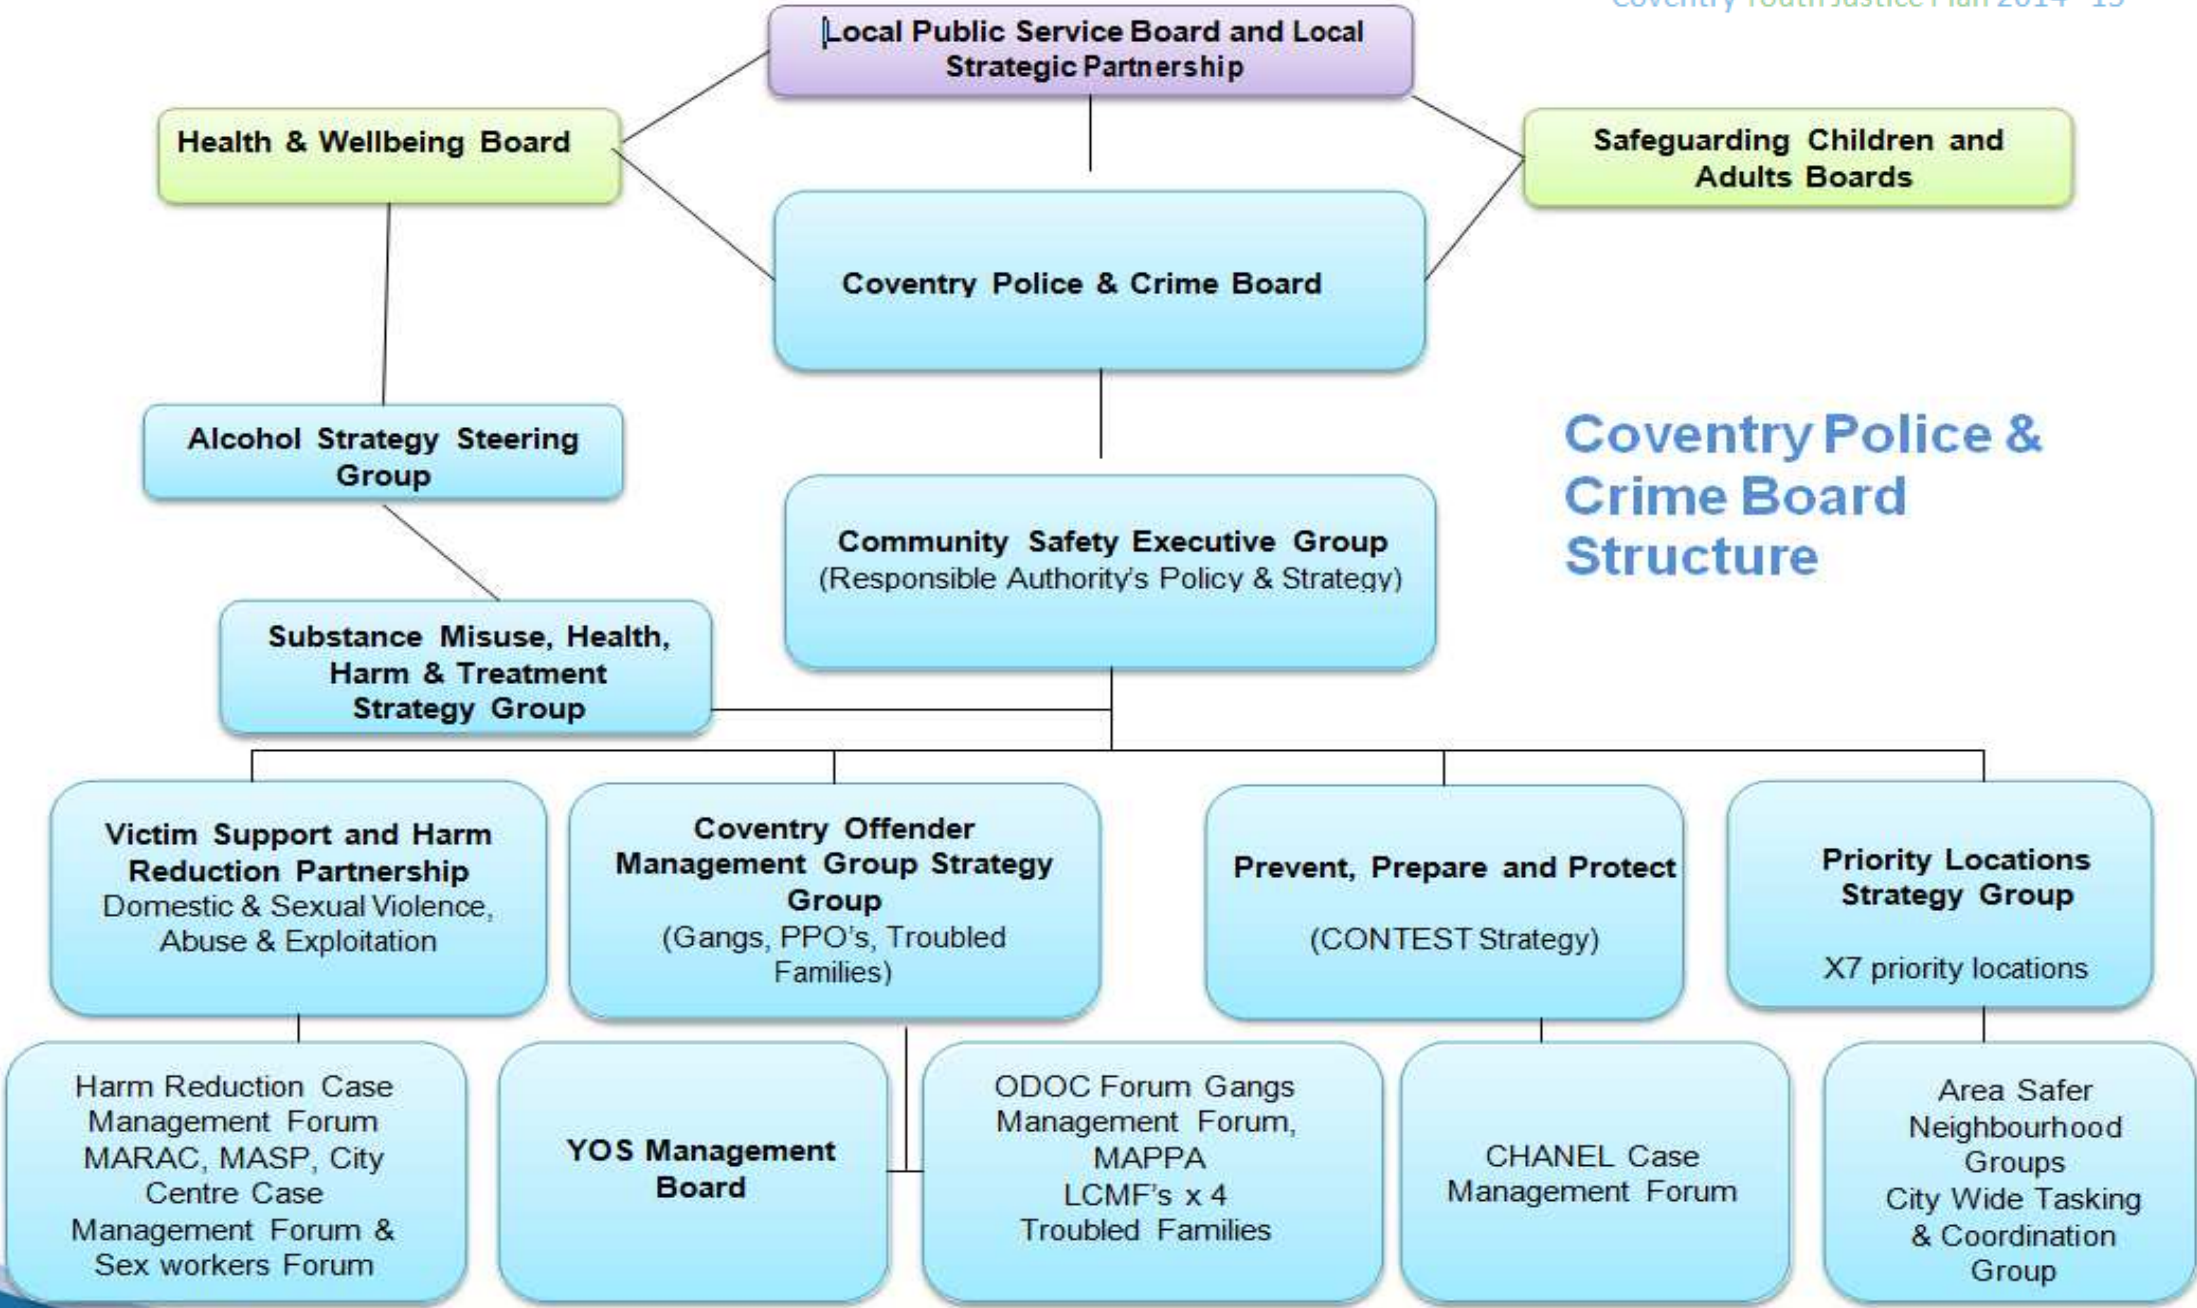 Coventry Youth Justice Plan 2014 - 15
Local Public Service Board and Local
Strategic Partnership
Health & Wellbeing Board
Safeguarding Children and
Adults Boards
Coventry Police & Crime Board
Alcohol Strategy Steering
Group
Coventry Police &
Crime Board
Structure
Community Safety Executive Group
(Responsible Authority's Policy & Strategy)
Substance Misuse, Health,
Harm & Treatment
Strategy Group
Victim Support and Harm
Reduction Partnership
Domestic & Sexual Violence,
Abuse & Exploitation
Coventry Offender
Management Group Strategy
Group
(Gangs, PPO's, Troubled
Families)
Prevent, Prepare and Protect
(CONTEST Strategy)
Priority Locations
Strategy Group
X7 priority locations
Harm Reduction Case
Management Forum
MARAC, MASP, City
Centre Case
Management Forum &
Sex workers Forum
YOS Management
Board
ODOC Forum Gangs
Management Forum,
MAPPA
LCMF's x 4
Troubled Families
CHANEL Case
Management Forum
Area Safer
Neighbourhood
Groups
City Wide Tasking
& Coordination
Group